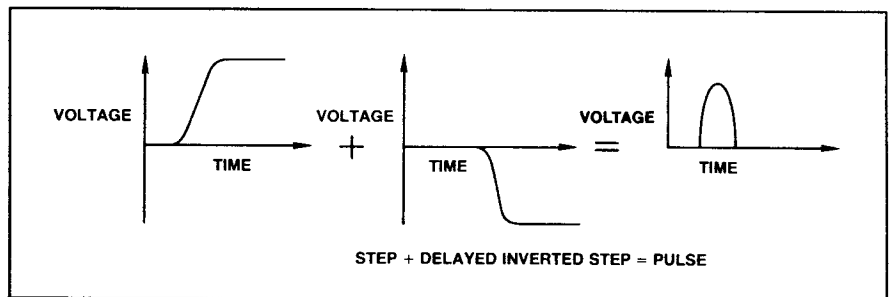 VOLTAGE
TIME
+
VOLTAGE
TIME
=
VOLTAGE
TIME
STEP + DELAYED INVERTED STEP = PULSE